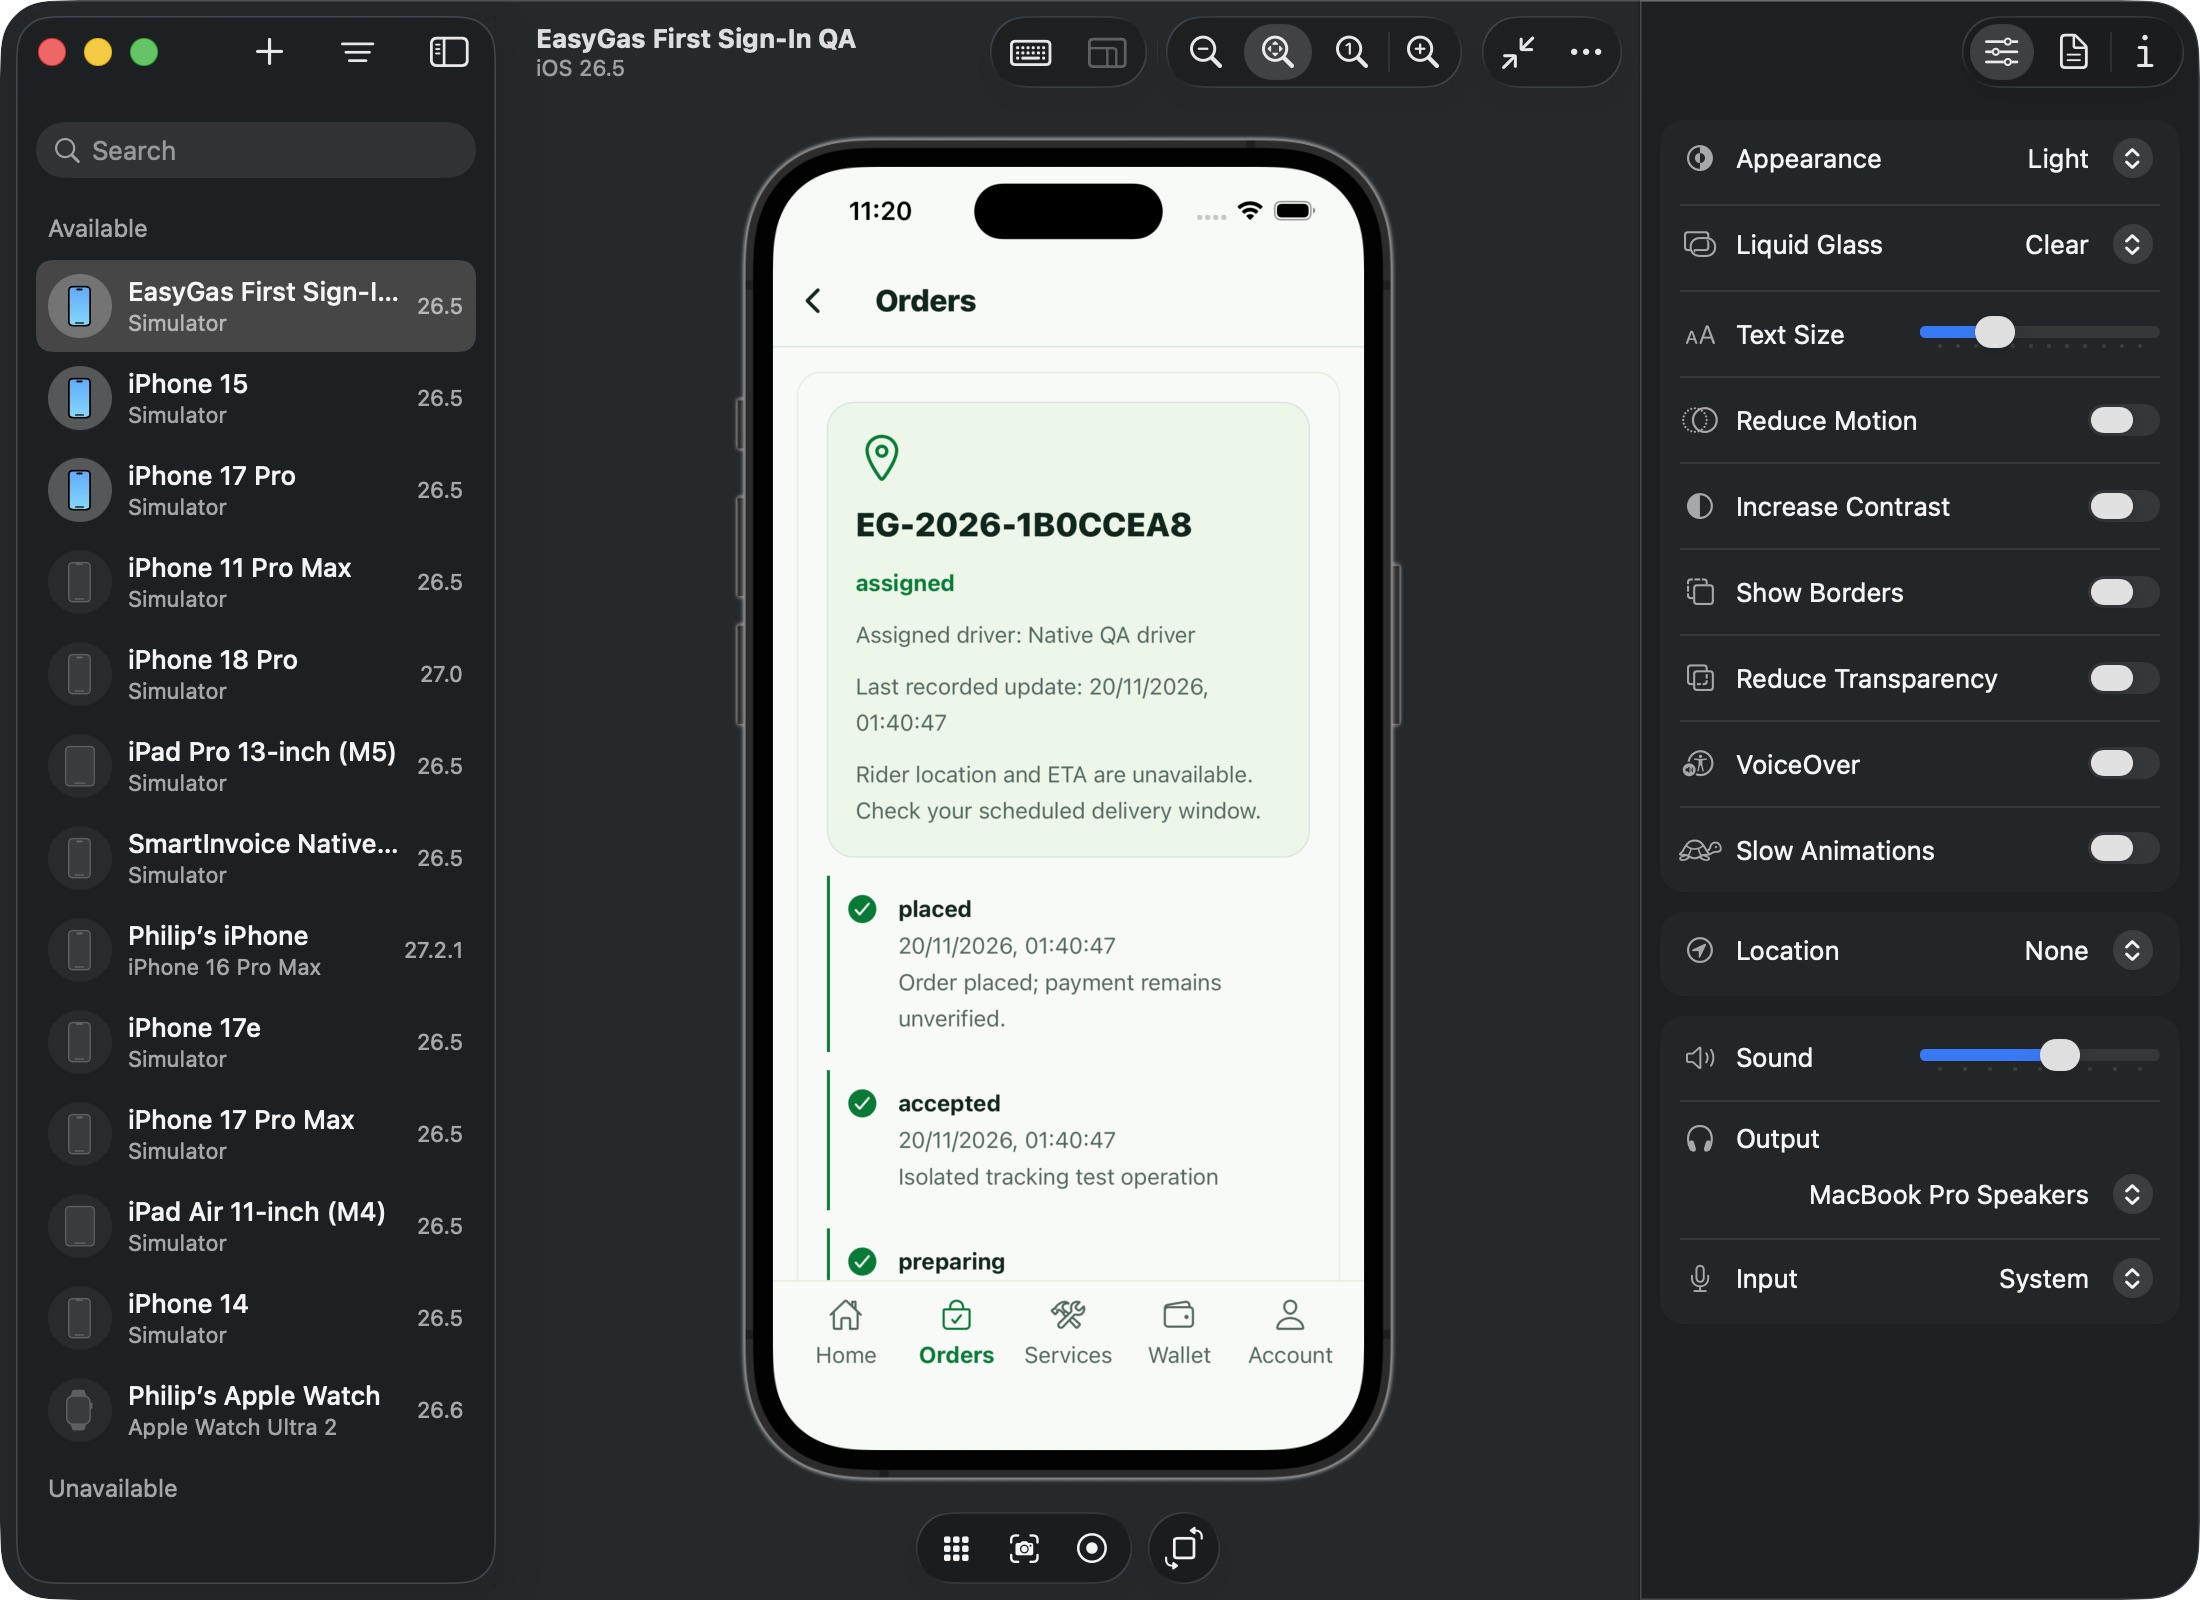 EasyGas First Sign-In QA
iOS 26.5
Search
Available
EasyGas First Sign-I...
Simulator
26.5
iPhone 15
Simulator
26.5
iPhone 17 Pro
Simulator
26.5
iPhone 11 Pro Max
Simulator
26.5
iPhone 18 Pro
Simulator
27.0
iPad Pro 13-inch (M5)
Simulator
26.5
SmartInvoice Native...
Simulator
26.5
Philip’s iPhone
iPhone 16 Pro Max
27.2.1
iPhone 17e
Simulator
26.5
iPhone 17 Pro Max
Simulator
26.5
iPad Air 11-inch (M4)
Simulator
26.5
iPhone 14
Simulator
26.5
Philip’s Apple Watch
Apple Watch Ultra 2
26.6
Unavailable
11:20
Orders
EG-2026-1B0CCEA8
assigned
Assigned driver: Native QA driver
Last recorded update: 20/11/2026,
01:40:47
Rider location and ETA are unavailable.
Check your scheduled delivery window.
placed
20/11/2026, 01:40:47
Order placed; payment remains
unverified.
accepted
20/11/2026, 01:40:47
Isolated tracking test operation
preparing
Home
Orders
Services
Wallet
Account
Appearance
Light
Liquid Glass
Clear
AA Text Size
Reduce Motion
Increase Contrast
Show Borders
Reduce Transparency
VoiceOver
Slow Animations
Location
None
Sound
Output
MacBook Pro Speakers
Input
System